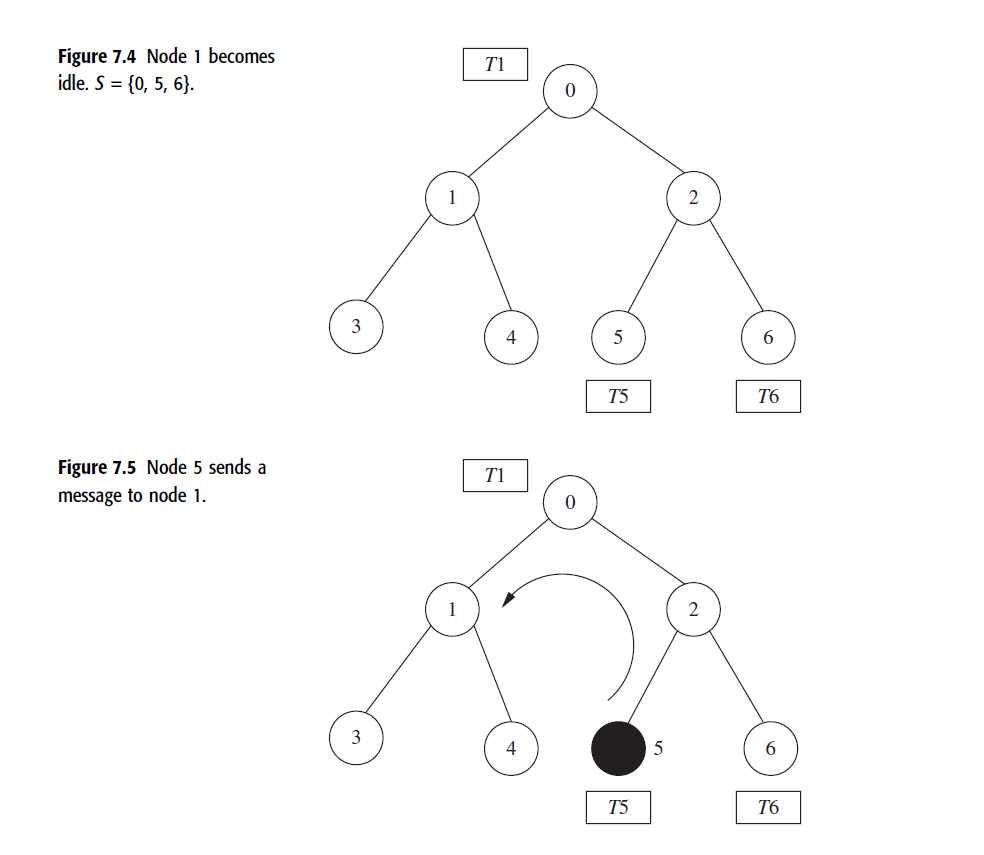 Figure 7.4 Node 1 becomes
idle. S = {0, 5, 6}.
T1
0
1
2
3
4
5
6
T5
T6
Figure 7.5 Node 5 sends a
message to node 1.
T1
0
1
2
3
4
5
6
T5
T6